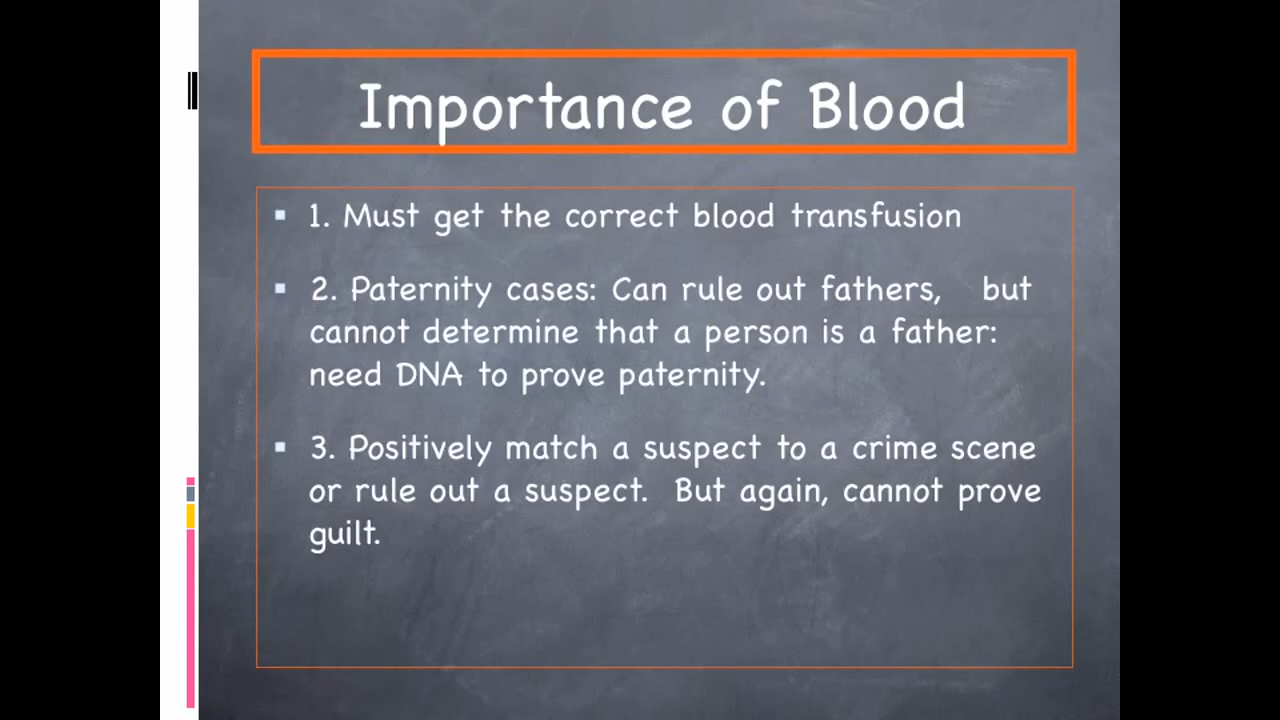 Importance of Blood
1. Must get the correct blood transfusion
2. Paternity cases: Can rule out fathers, but
cannot determine that a person is a father:
need DNA to prove paternity.
3. Positively match a suspect to a crime scene
or rule out a suspect. But again, cannot prove
guilt.